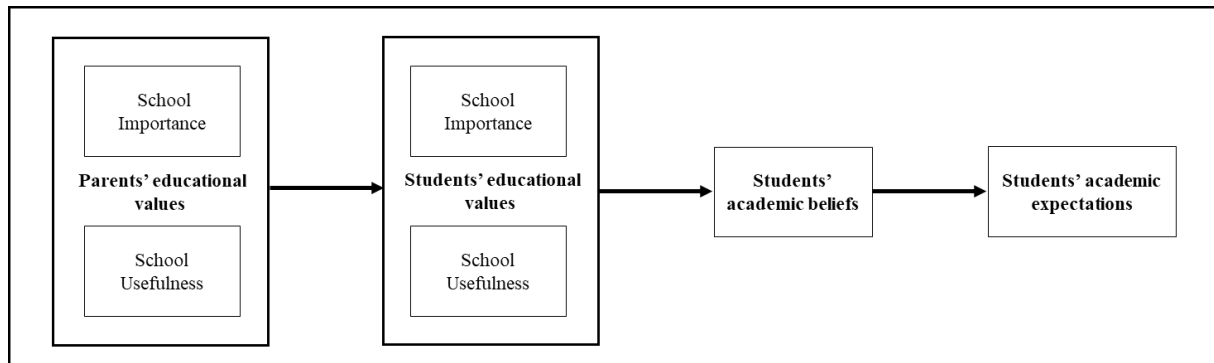 School
Importance
Parents' educational
values
School
Usefulness
School
Importance
Students' educational
values
School
Usefulness
Students'
academic beliefs
Students' academic
expectations